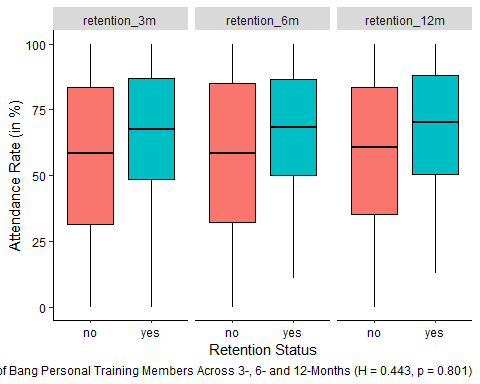 retention_3m retention_6m retention_12m
100
75
50
25
0
Attendance Rate (in %)
no yes no yes no yes
Retention Status
of Bang Personal Training Members Across 3-, 6- and 12-Months (H = 0.443, p = 0.801)